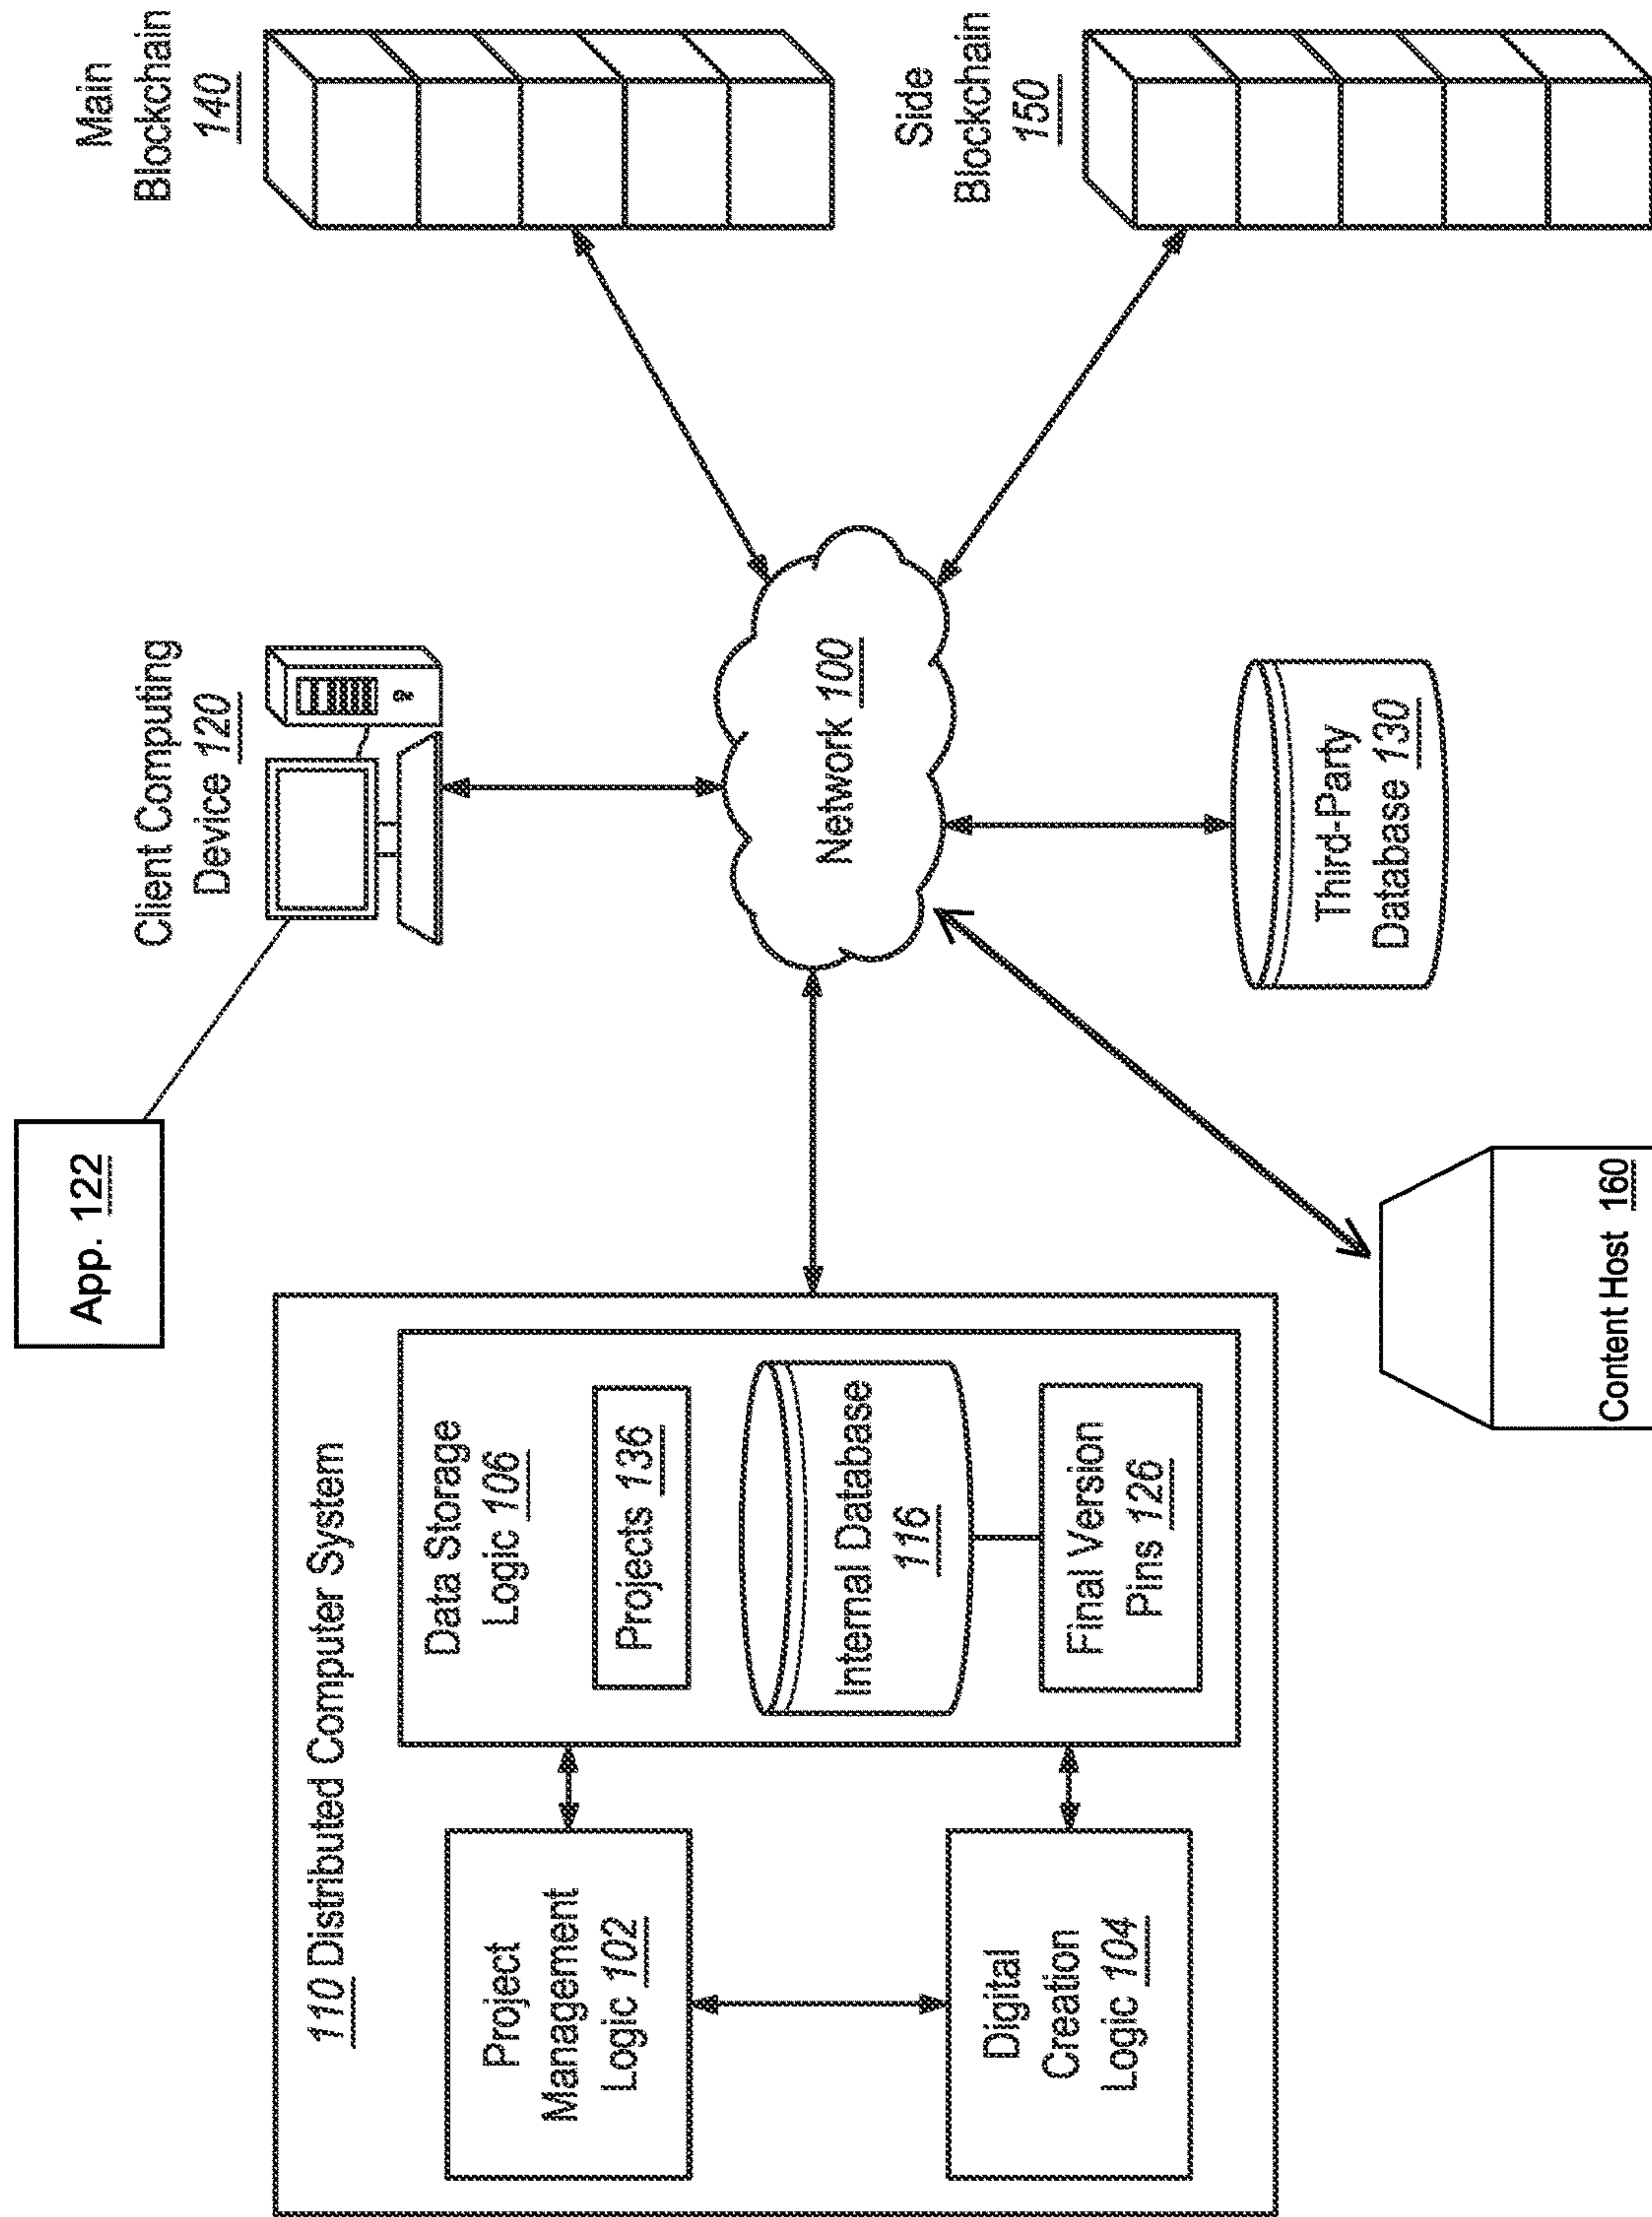 App. 122
Client Computing
Device 120
Main
Blockchain
140
110 Distributed Computer System
Project
Management
Logic 102
Data Storage
Logic 106
Projects 136
Internal Database
116
Final Version
Pins 126
Digital
Creation
Logic 104
Network 100
Side
Blockchain
150
Third-Party
Database 130
Content Host 160